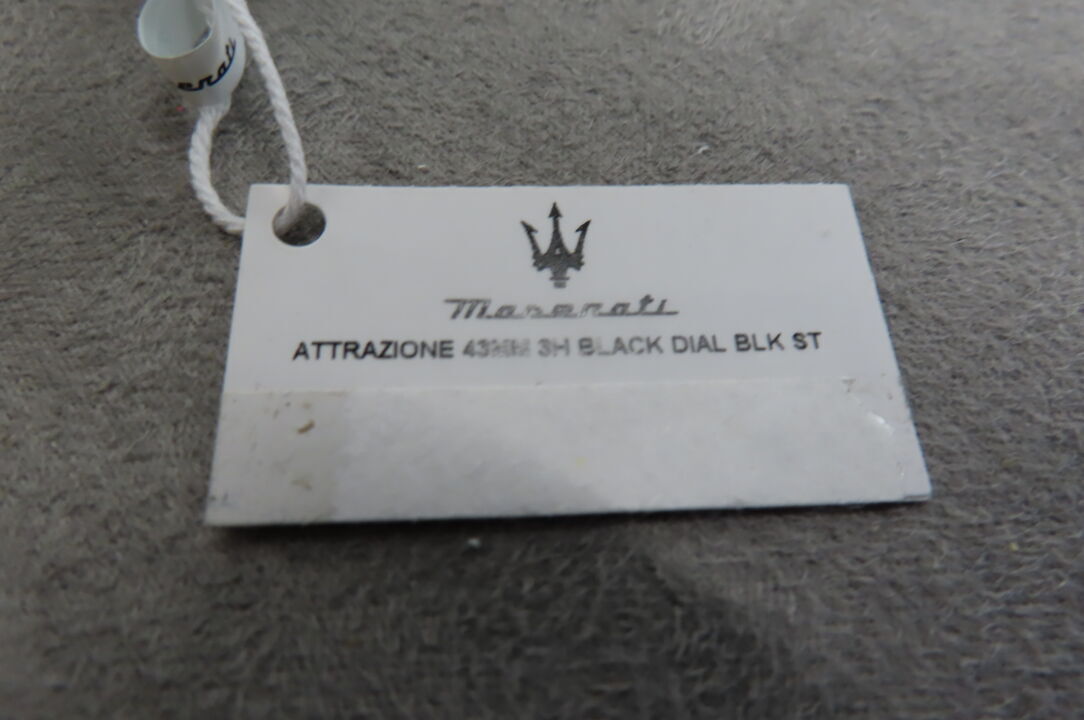 Maserati
ATTRAZIONE 43MM 3H BLACK DIAL BLK ST